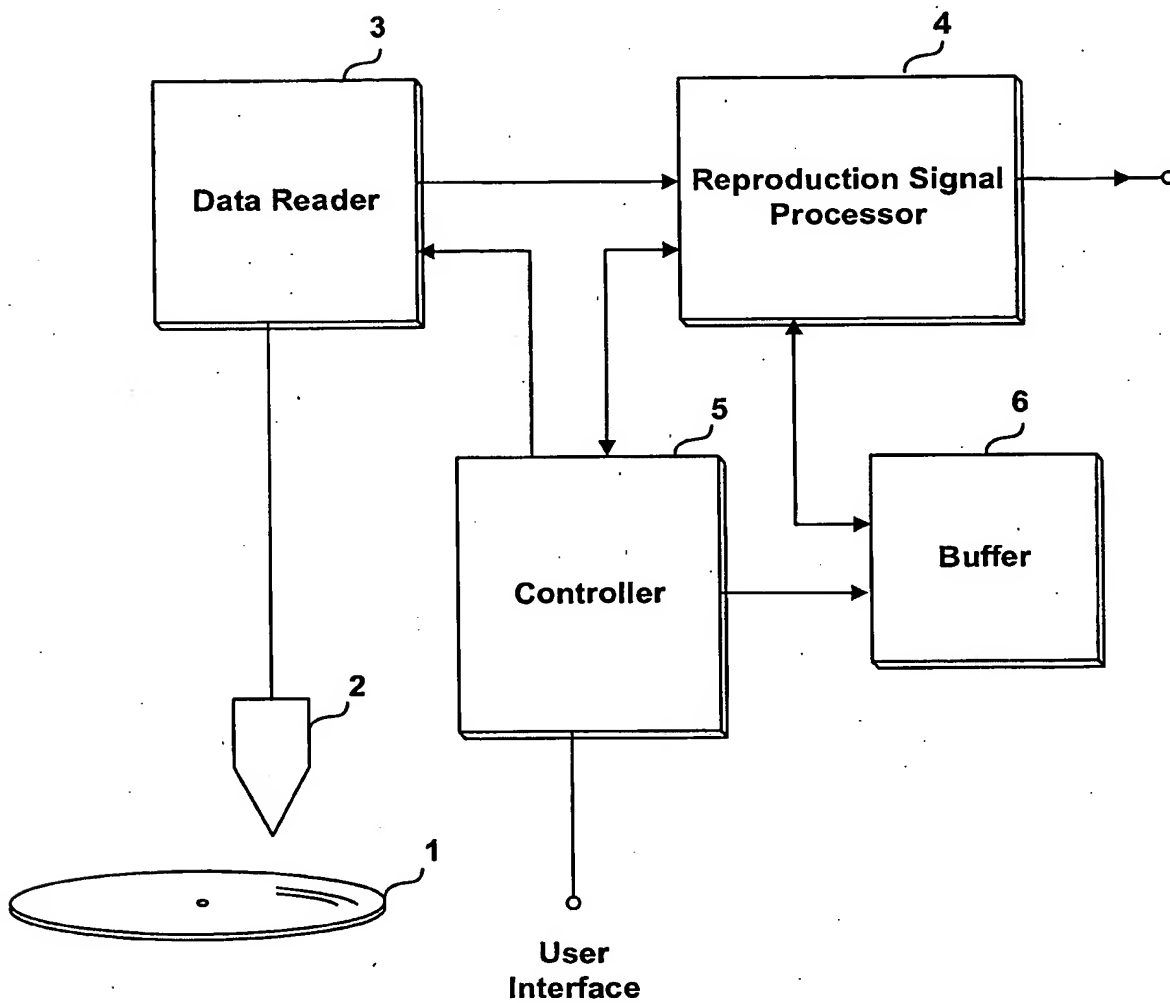 3
4
Data Reader
Reproduction Signal
Processor
5
6
Controller
Buffer
2
1
User
Interface